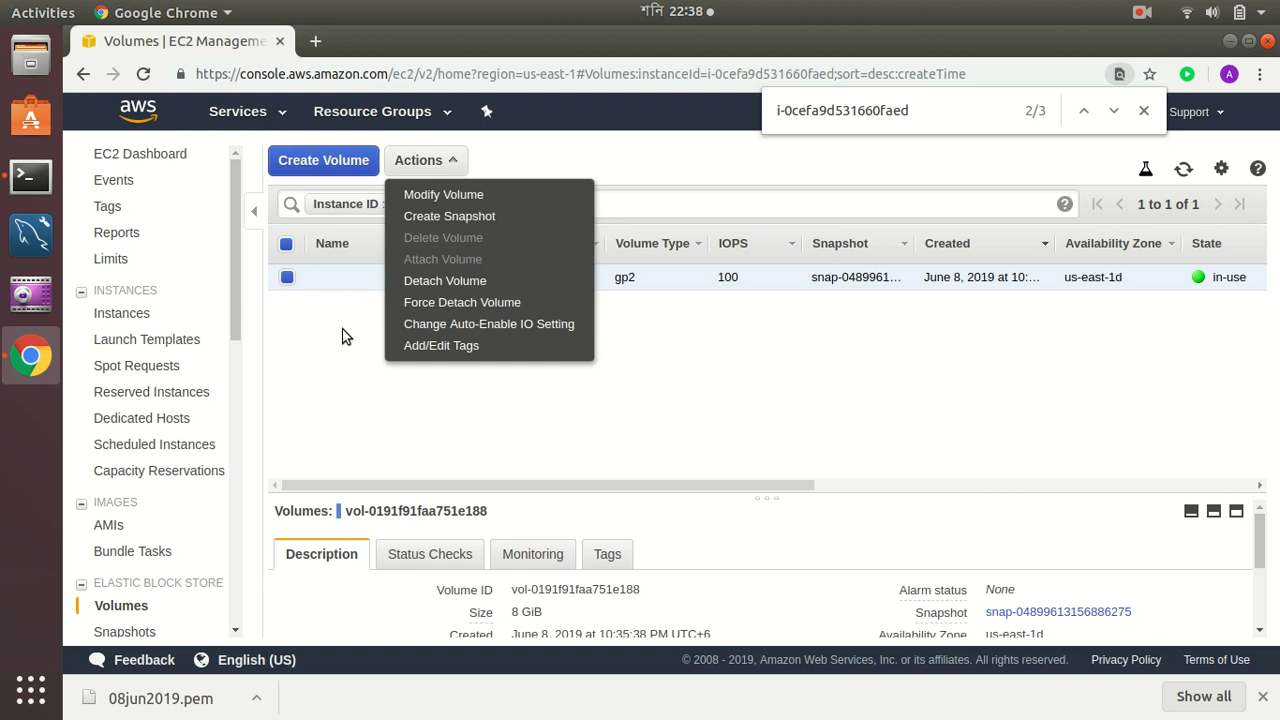 Activities
Google Chrome
শনি 22:38
Volumes | EC2 Manageme
https://console.aws.amazon.com/ec2/v2/home?region=us-east-1#Volumes:instanceId=i-0cefa9d531660faed;sort=desc:createTime
A
aws
Services
Resource Groups
Support
i-0cefa9d531660faed
2/3
EC2 Dashboard
Events
Tags
Reports
Limits
INSTANCES
Instances
Launch Templates
Spot Requests
Reserved Instances
Dedicated Hosts
Scheduled Instances
Capacity Reservations
IMAGES
AMIs
Bundle Tasks
ELASTIC BLOCK STORE
Volumes
Snapshots
Create Volume
Actions
Modify Volume
Create Snapshot
Delete Volume
Attach Volume
Detach Volume
Force Detach Volume
Change Auto-Enable IO Setting
Add/Edit Tags
Instance ID :
1 to 1 of 1
Name
Volume Type
IOPS
Snapshot
Created
Availability Zone
State
gp2
100
snap-0489961...
June 8, 2019 at 10:...
us-east-1d
in-use
Volumes: vol-0191f91faa751e188
Description
Status Checks
Monitoring
Tags
Volume ID vol-0191f91faa751e188
Alarm status None
Size 8 GiB
Snapshot snap-04899613156886275
Created June 8, 2019 at 10:35:38 PM UTC+6
Availability Zone us-east-1d
Feedback
English (US)
© 2008 - 2019, Amazon Web Services, Inc. or its affiliates. All rights reserved.
Privacy Policy
Terms of Use
08jun2019.pem
Show all